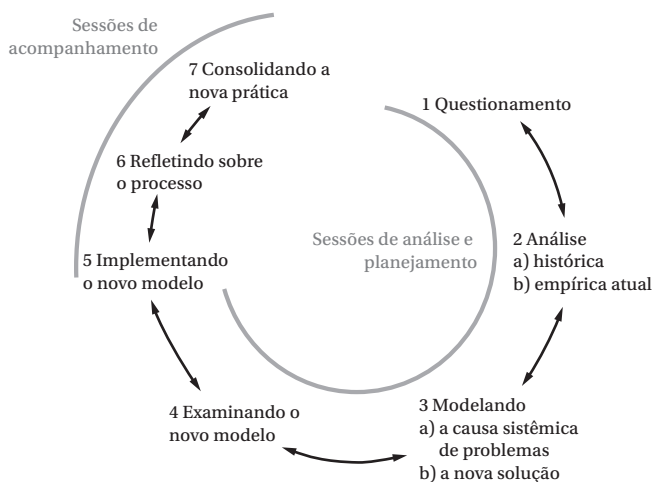 Sessões de
acompanhamento
7 Consolidando a
nova prática
1 Questionamento
6 Refletindo sobre
o processo
Sessões de análise e
planejamento
2 Análise
a) histórica
b) empírica atual
5 Implementando
o novo modelo
4 Examinando o
novo modelo
3 Modelando
a) a causa sistêmica
de problemas
b) a nova solução